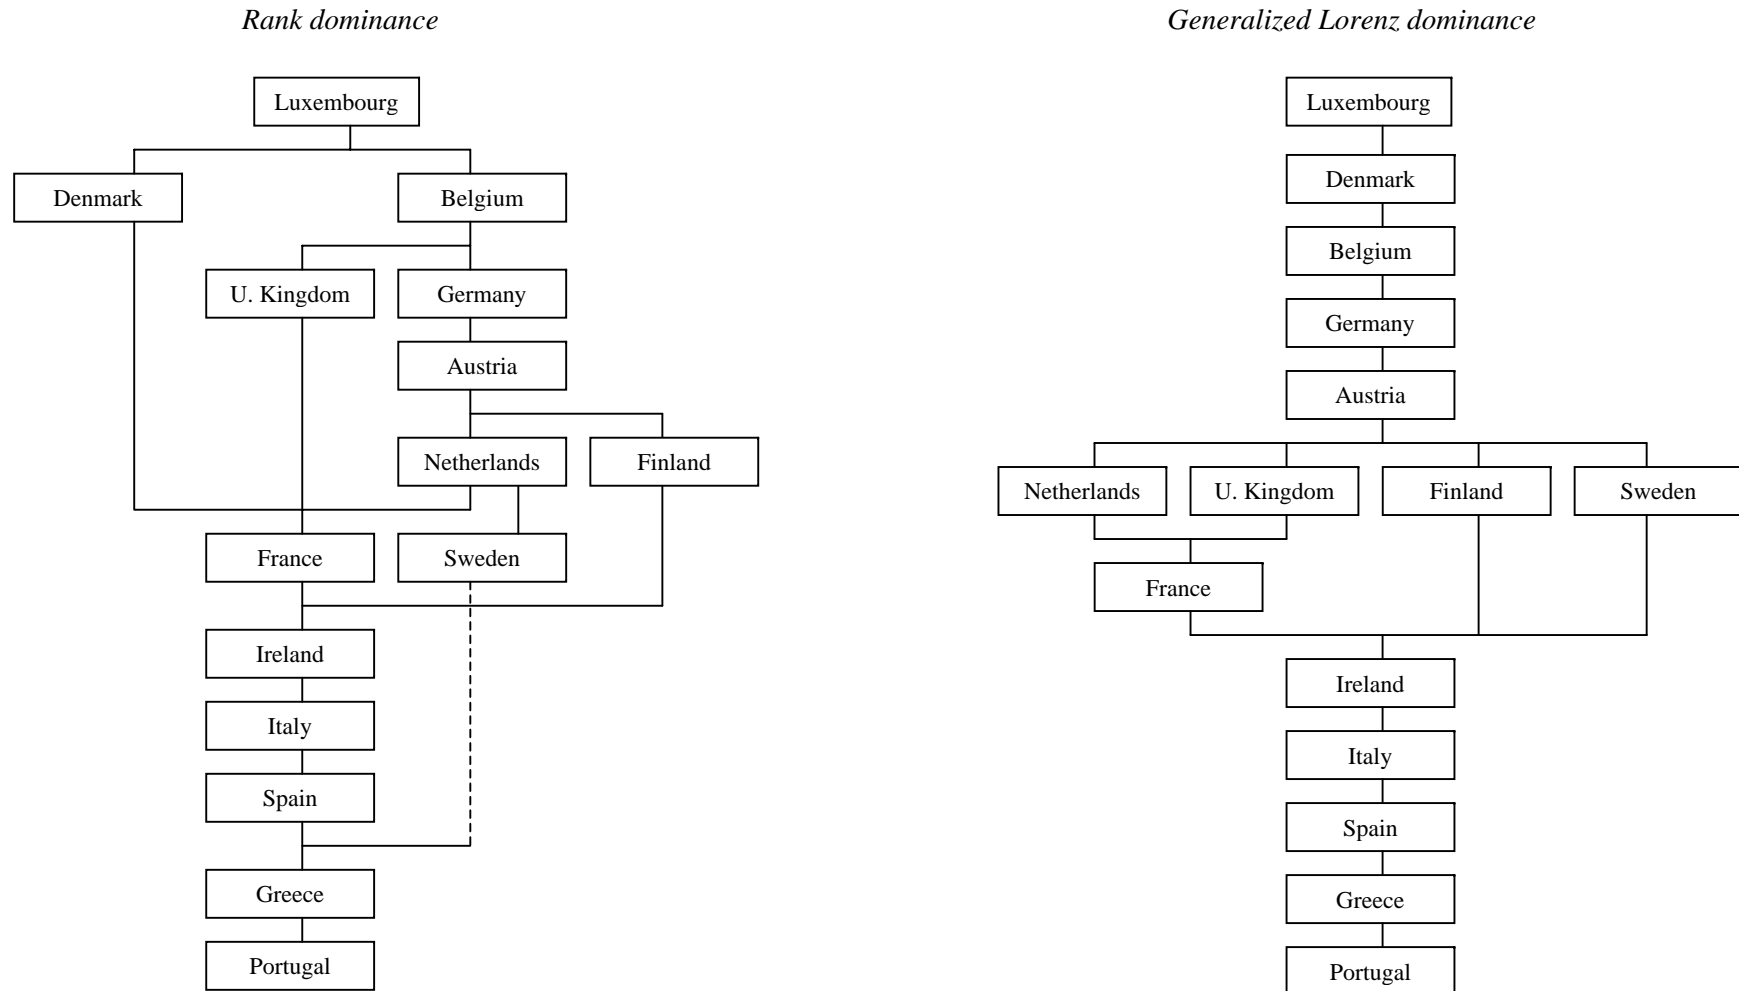 Rank dominance
Luxembourg
Denmark
Belgium
U. Kingdom
Germany
Austria
Netherlands
Finland
France
Sweden
Ireland
Italy
Spain
Greece
Portugal
Generalized Lorenz dominance
Luxembourg
Denmark
Belgium
Germany
Austria
Netherlands
U. Kingdom
Finland
Sweden
France
Ireland
Italy
Spain
Greece
Portugal